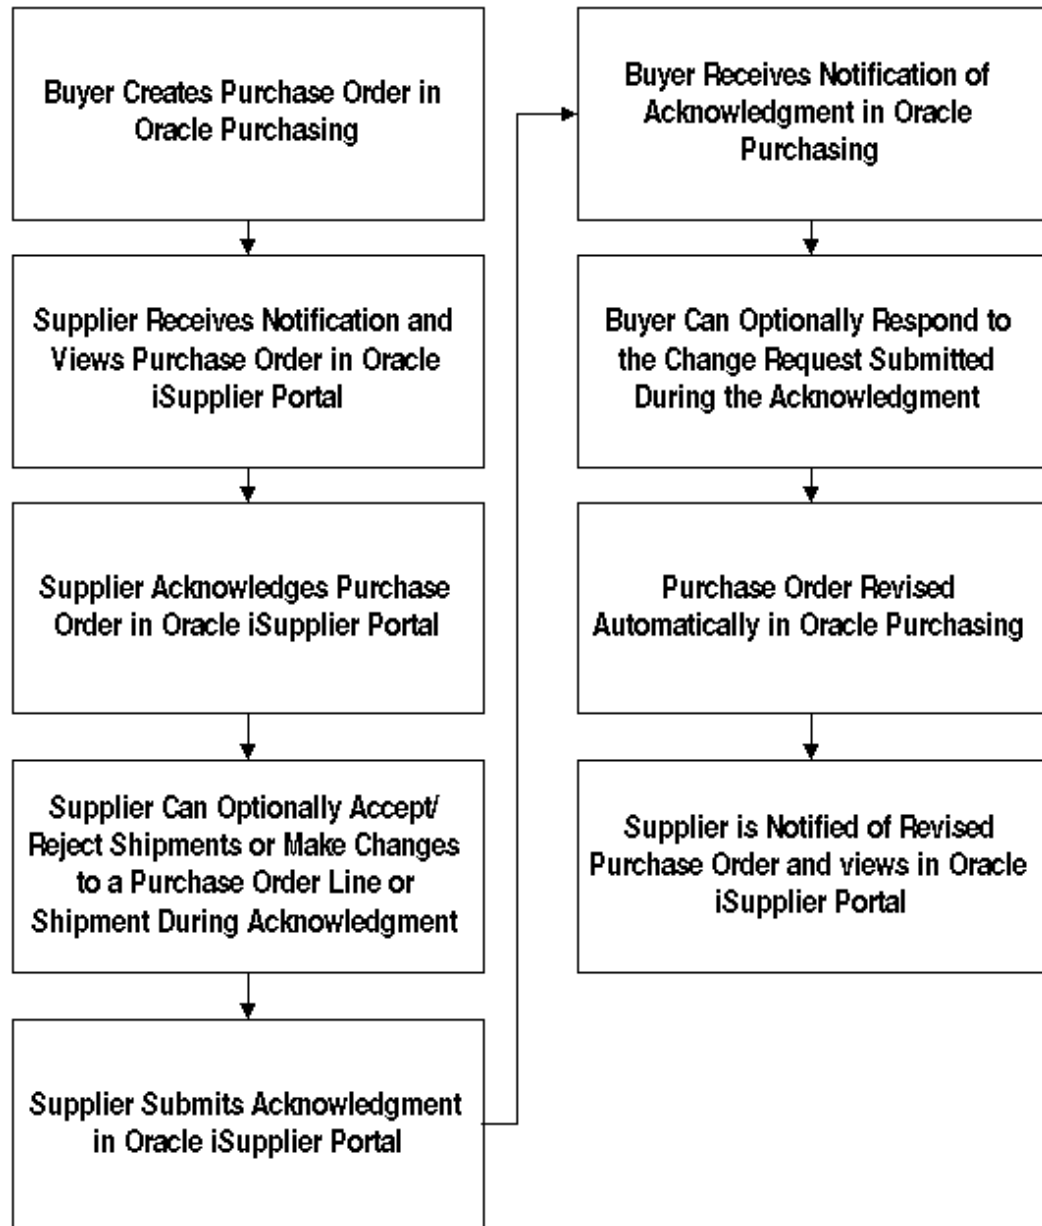 Buyer Creates Purchase Order in
Oracle Purchasing
Supplier Receives Notification and
Views Purchase Order in Oracle
iSupplier Portal
Supplier Acknowledges Purchase
Order in Oracle iSupplier Portal
Supplier Can Optionally Accept/
Reject Shipments or Make Changes
to a Purchase Order Line or
Shipment During Acknowledgment
Supplier Submits Acknowledgment
in Oracle iSupplier Portal
Buyer Receives Notification of
Acknowledgment in Oracle
Purchasing
Buyer Can Optionally Respond to
the Change Request Submitted
During the Acknowledgment
Purchase Order Revised
Automatically in Oracle Purchasing
Supplier is Notified of Revised
Purchase Order and views in Oracle
iSupplier Portal